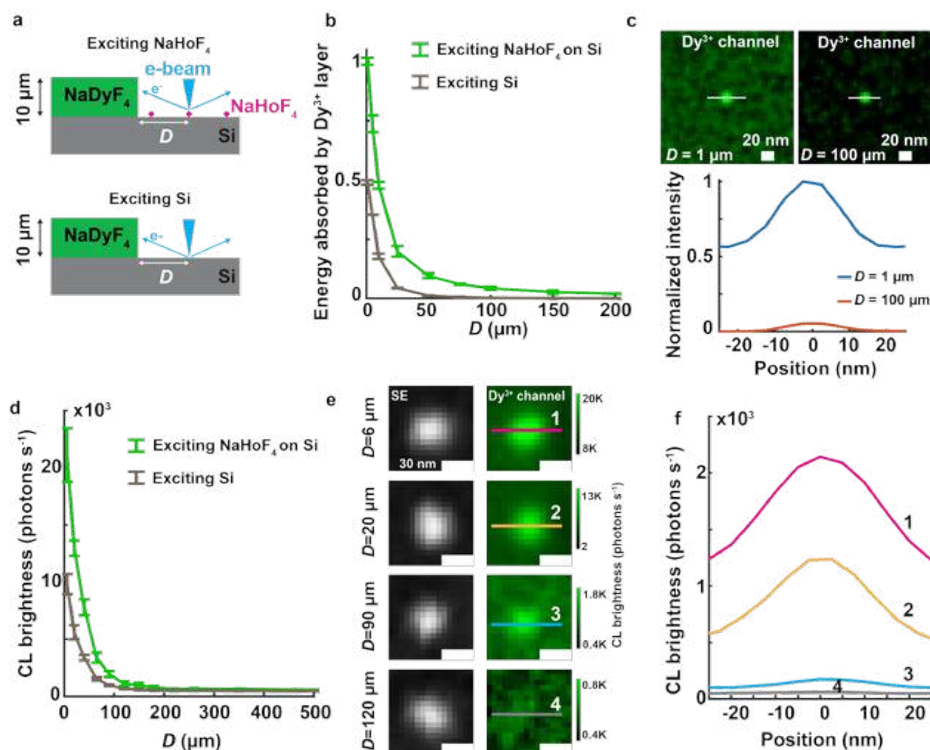 a
Exciting NaHoF₄
e-beam
e⁻
NaDyF₄
NaHoF₄
10 µm
D
Si
Exciting Si
e⁻
NaDyF₄
10 µm
D
Si
b
Energy absorbed by Dy³⁺ layer
Exciting NaHoF₄ on Si
Exciting Si
1
0.5
0
0 50 100 150 200
D (µm)
c
Dy³⁺ channel
Dy³⁺ channel
20 nm
20 nm
D = 1 µm
D = 100 µm
Normalized intensity
1
0.5
0
D = 1 µm
D = 100 µm
-20 -10 0 10 20
Position (nm)
d
x10³
CL brightness (photons s⁻¹)
Exciting NaHoF₄ on Si
Exciting Si
20
10
0
0 100 200 300 400 500
D (µm)
e
SE
Dy³⁺ channel
D=6 µm
30 nm
1
20K
8K
D=20 µm
2
13K
2
D=90 µm
3
1.8K
0.4K
D=120 µm
4
0.8K
0.4K
CL brightness (photons s⁻¹)
f
x10³
CL brightness (photons s⁻¹)
2
1
0
1
2
3
4
-20 0 20
Position (nm)